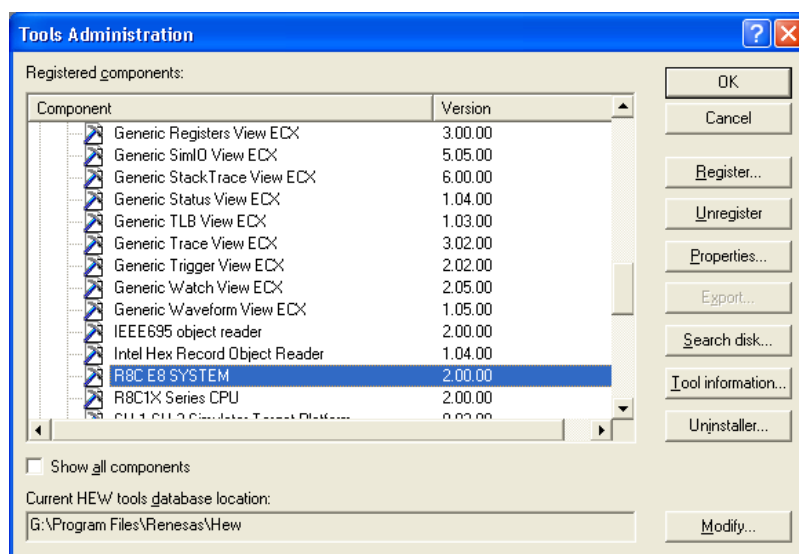 Tools Administration
Registered components:
Component Version
Generic Registers View ECX 3.00.00
Generic SimIO View ECX 5.05.00
Generic StackTrace View ECX 6.00.00
Generic Status View ECX 1.04.00
Generic TLB View ECX 1.03.00
Generic Trace View ECX 3.02.00
Generic Trigger View ECX 2.02.00
Generic Watch View ECX 2.05.00
Generic Waveform View ECX 1.05.00
IEEE695 object reader 2.00.00
Intel Hex Record Object Reader 1.04.00
R8C E8 SYSTEM 2.00.00
R8C1X Series CPU 2.00.00
Show all components
Current HEW tools database location:
G:\Program Files\Renesas\Hew
OK
Cancel
Register...
Unregister
Properties...
Export...
Search disk...
Tool information...
Uninstaller...
Modify...